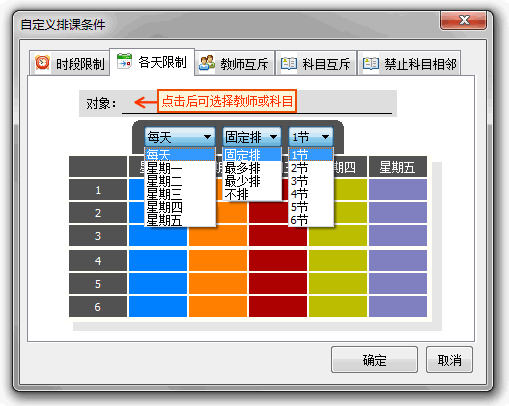 自定义排课条件
时段限制 各天限制 教师互斥 科目互斥 禁止科目相邻
对象： 点击后可选择教师或科目
每天 固定排 1节
每天 固定排 1节
星期一 最多排 2节
星期二 最少排 3节
星期三 不排 4节
星期四 5节
星期五 6节
期四 星期五
1
2
3
4
5
6
确定 取消